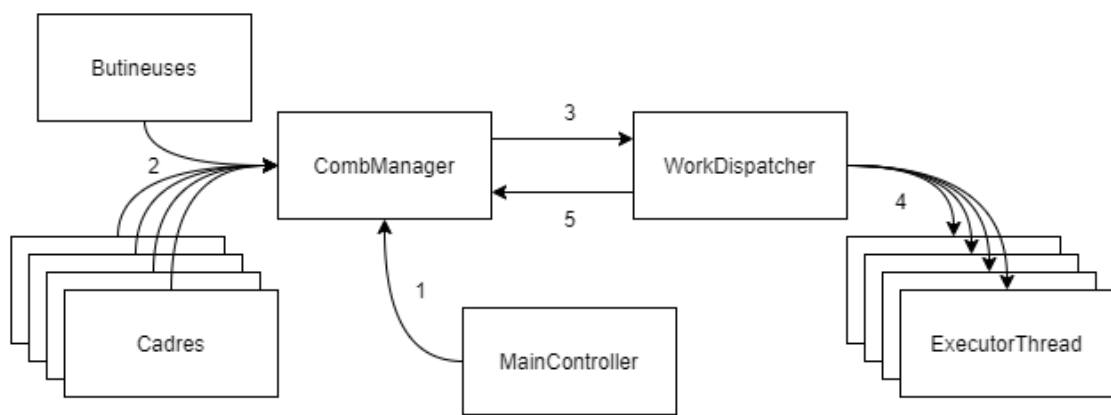 Butineuses
3
CombManager
WorkDispatcher
2
5
4
1
Cadres
MainController
ExecutorThread